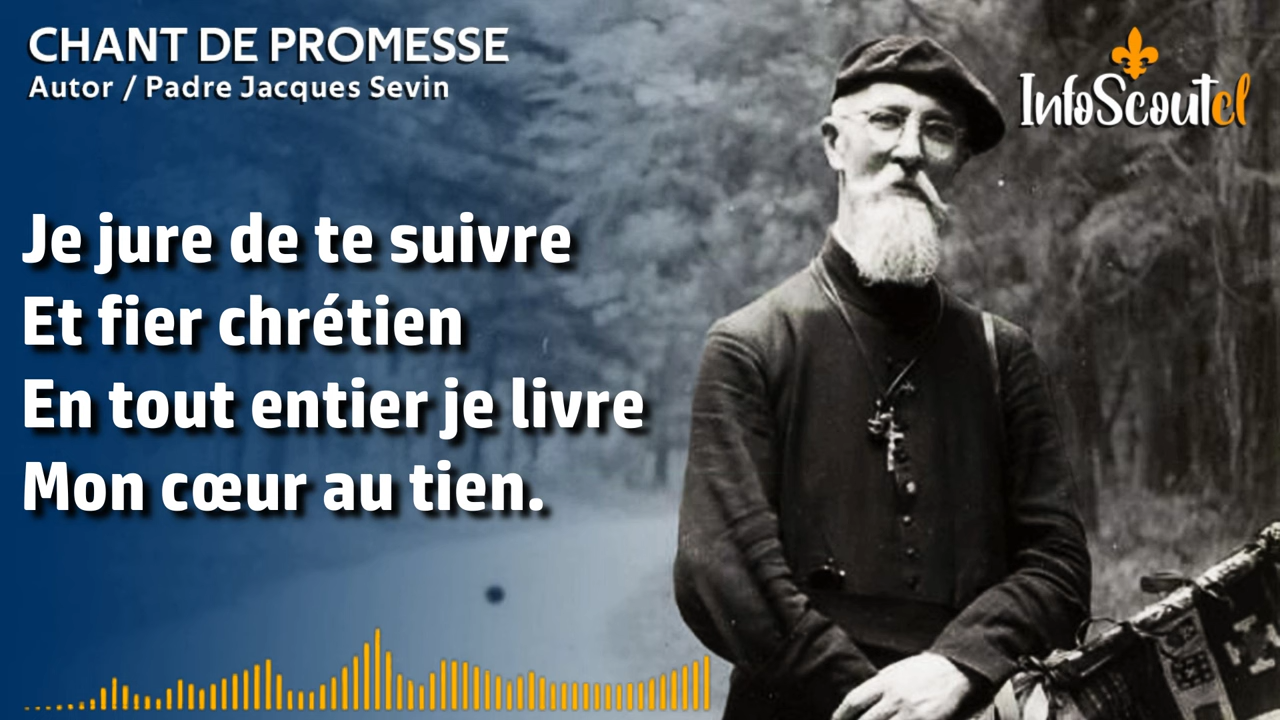 CHANT DE PROMESSE
Autor / Padre Jacques Sevin
InfoScoutcl
Je jure de te suivre
Et fier chrétien
En tout entier je livre
Mon cœur au tien.